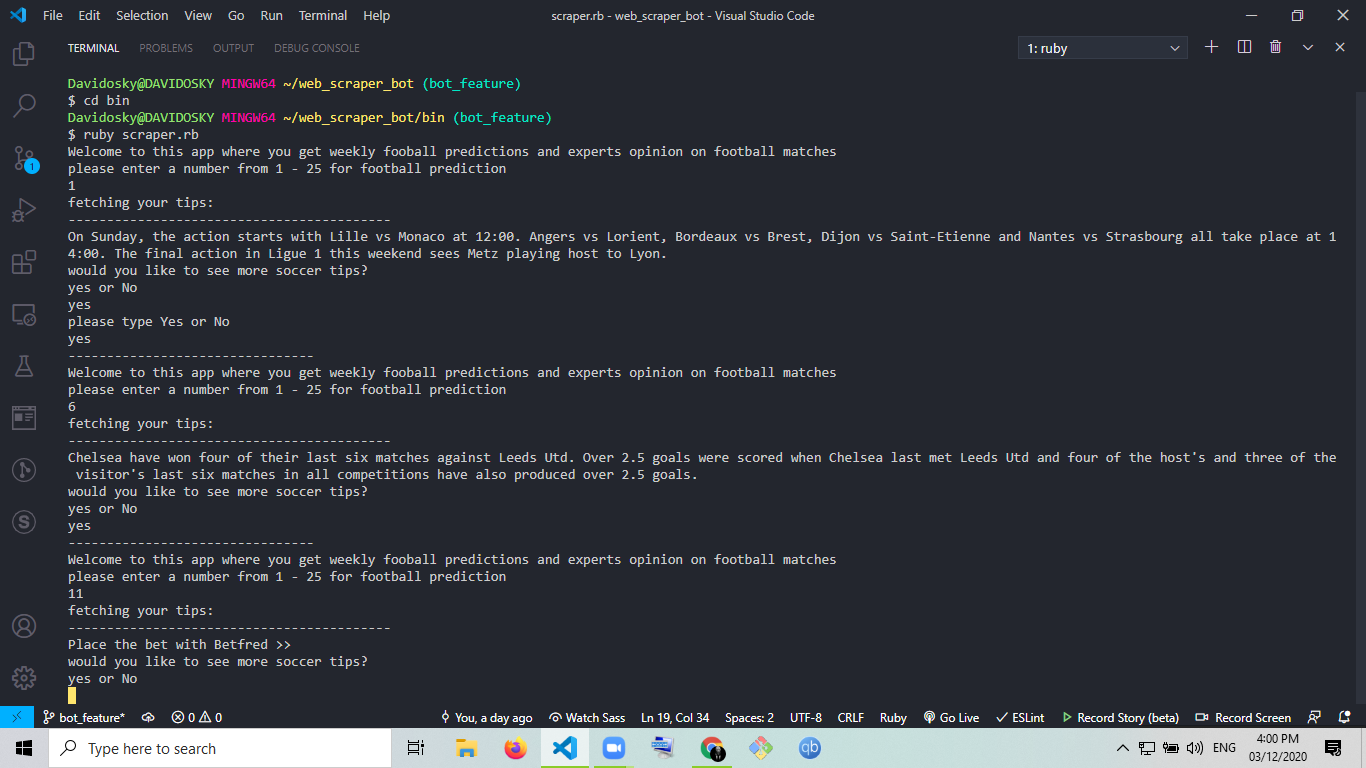 File Edit Selection View Go Run Terminal Help
scraper.rb - web_scraper_bot - Visual Studio Code
TERMINAL PROBLEMS OUTPUT DEBUG CONSOLE
1: ruby
Davidosky@DAVIDOSKY MINGW64 ~/web_scraper_bot (bot_feature)
$ cd bin
Davidosky@DAVIDOSKY MINGW64 ~/web_scraper_bot/bin (bot_feature)
$ ruby scraper.rb
Welcome to this app where you get weekly fooball predictions and experts opinion on football matches
please enter a number from 1 - 25 for football prediction
1
fetching your tips:
------------------------------------------
On Sunday, the action starts with Lille vs Monaco at 12:00. Angers vs Lorient, Bordeaux vs Brest, Dijon vs Saint-Etienne and Nantes vs Strasbourg all take place at 1
4:00. The final action in Ligue 1 this weekend sees Metz playing host to Lyon.
would you like to see more soccer tips?
yes or No
yes
please type Yes or No
yes
--------------------------------
Welcome to this app where you get weekly fooball predictions and experts opinion on football matches
please enter a number from 1 - 25 for football prediction
6
fetching your tips:
------------------------------------------
Chelsea have won four of their last six matches against Leeds Utd. Over 2.5 goals were scored when Chelsea last met Leeds Utd and four of the host's and three of the
visitor's last six matches in all competitions have also produced over 2.5 goals.
would you like to see more soccer tips?
yes or No
yes
--------------------------------
Welcome to this app where you get weekly fooball predictions and experts opinion on football matches
please enter a number from 1 - 25 for football prediction
11
fetching your tips:
------------------------------------------
Place the bet with Betfred >>
would you like to see more soccer tips?
yes or No
1
S
bot_feature* 0 0 You, a day ago Watch Sass Ln 19, Col 34 Spaces: 2 UTF-8 CRLF Ruby Go Live ESLint Record Story (beta) Record Screen
Type here to search
qb
ENG
4:00 PM
03/12/2020